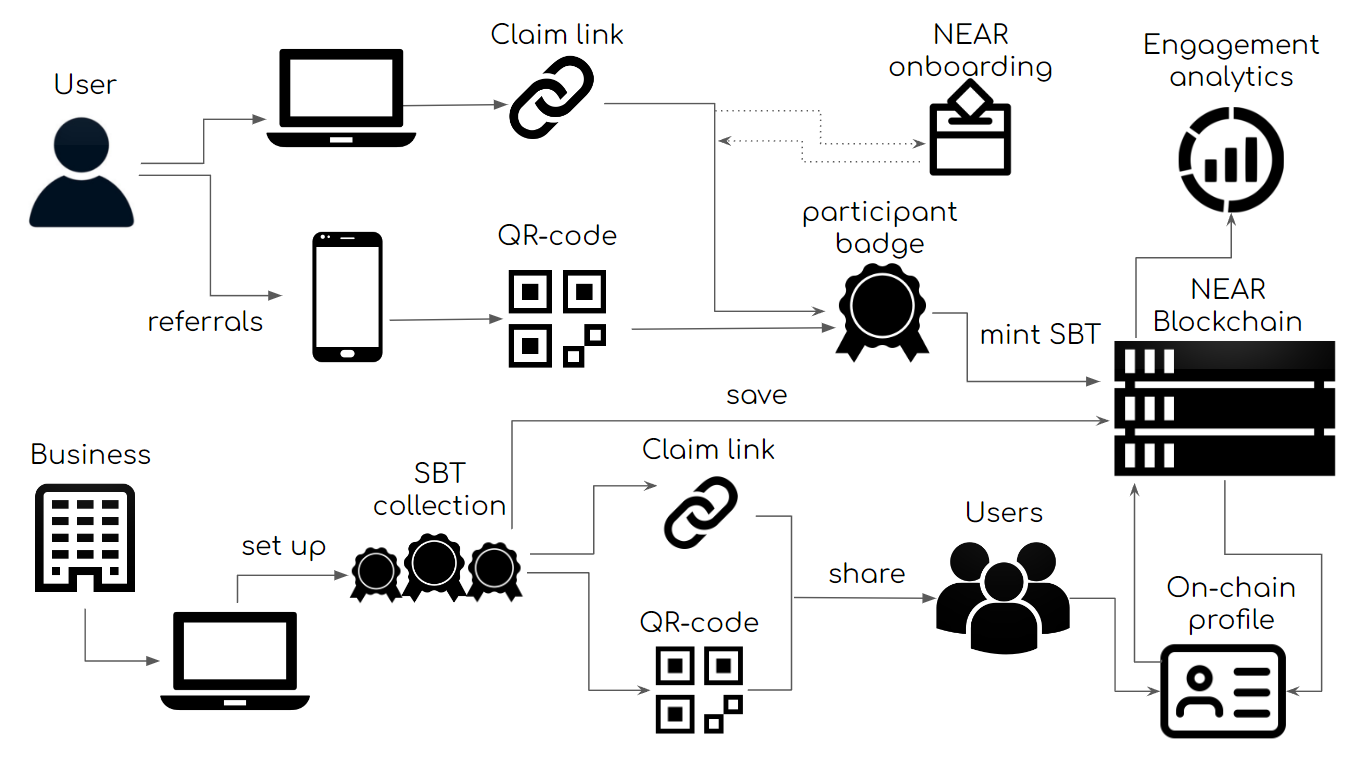 User
Claim link
NEAR
onboarding
Engagement
analytics
referrals
QR-code
participant
badge
mint SBT
NEAR
Blockchain
save
Business
set up
SBT
collection
Claim link
QR-code
share
Users
On-chain
profile